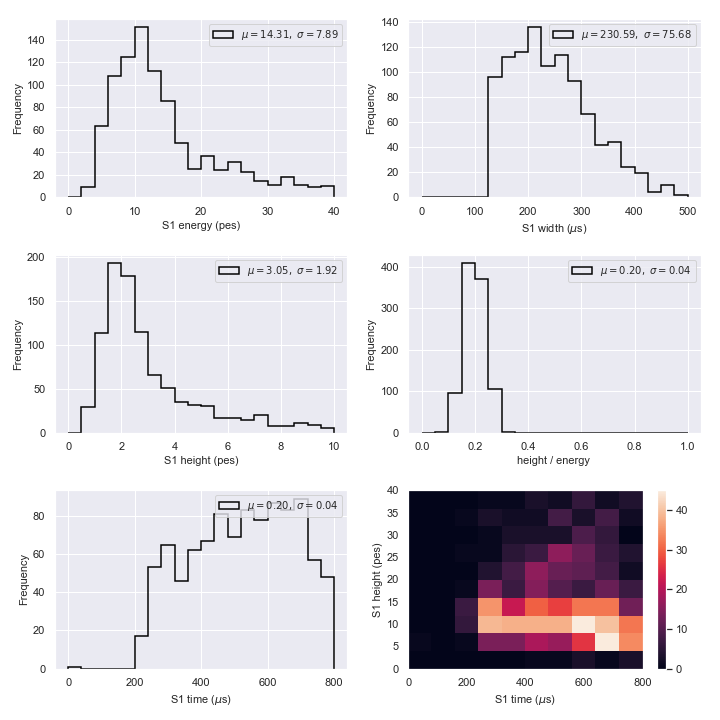 μ = 14.31, σ = 7.89
Frequency
140
120
100
80
60
40
20
0
0 10 20 30 40
S1 energy (pes)
μ = 230.59, σ = 75.68
Frequency
140
120
100
80
60
40
20
0
0 100 200 300 400 500
S1 width (μs)
μ = 3.05, σ = 1.92
Frequency
200
150
100
50
0
0 2 4 6 8 10
S1 height (pes)
μ = 0.20, σ = 0.04
Frequency
400
300
200
100
0
0.0 0.2 0.4 0.6 0.8 1.0
height / energy
μ = 0.20, σ = 0.04
Frequency
80
60
40
20
0
0 200 400 600 800
S1 time (μs)
S1 height (pes)
40
35
30
25
20
15
10
5
0
0 200 400 600 800
S1 time (μs)
40
30
20
10
0